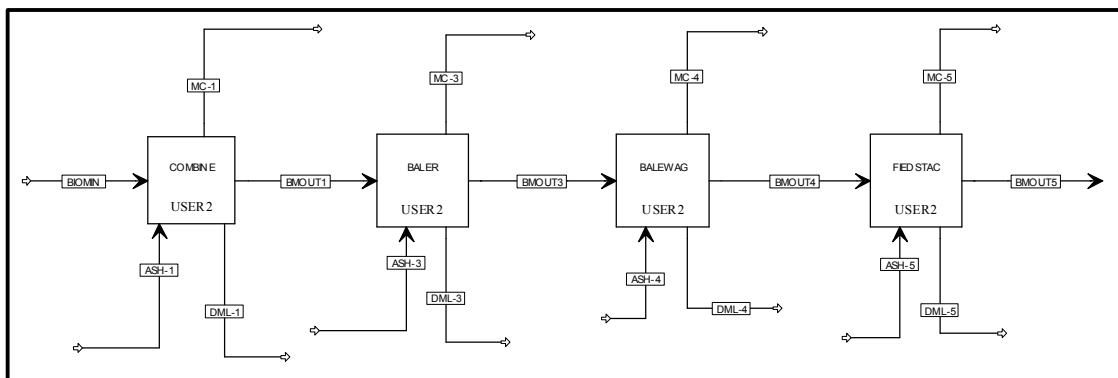 MC-1
MC-3
MC-4
MC-5
COMBINE
BALER
BALEWAG
FIEDSTAC
BIOMIN
BMOUT1
BMOUT3
BMOUT4
BMOUT5
USER2
USER2
USER2
USER2
ASH-1
ASH-3
ASH-4
ASH-5
DML-1
DML-3
DML-4
DML-5